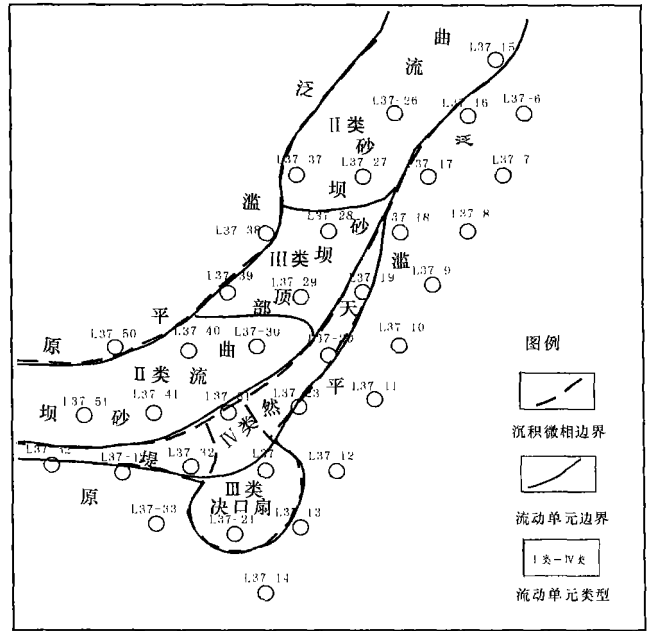 曲
L37-15
流
泛
L37-26
L37-16
L37-6
II类
砂
泛
L37-37
L37-27
L37-17
L37-7
坝
滥
L37-28
砂
L37-38
L37-8
III类
坝
滥
L37-39
顶
L37-29
L37-19
L37-9
平
部
天
原
L37-50
L37-40
曲
L37-30
L37-10
II类
流
平
L37-51
L37-41
L37-11
坝
砂
然
IV类
堤
L37-32
L37
L37-12
原
III类
决口扇
L37-33
L37-21
L37-13
L37-14
图例
沉积微相边界
流动单元边界
I类-IV类
流动单元类型